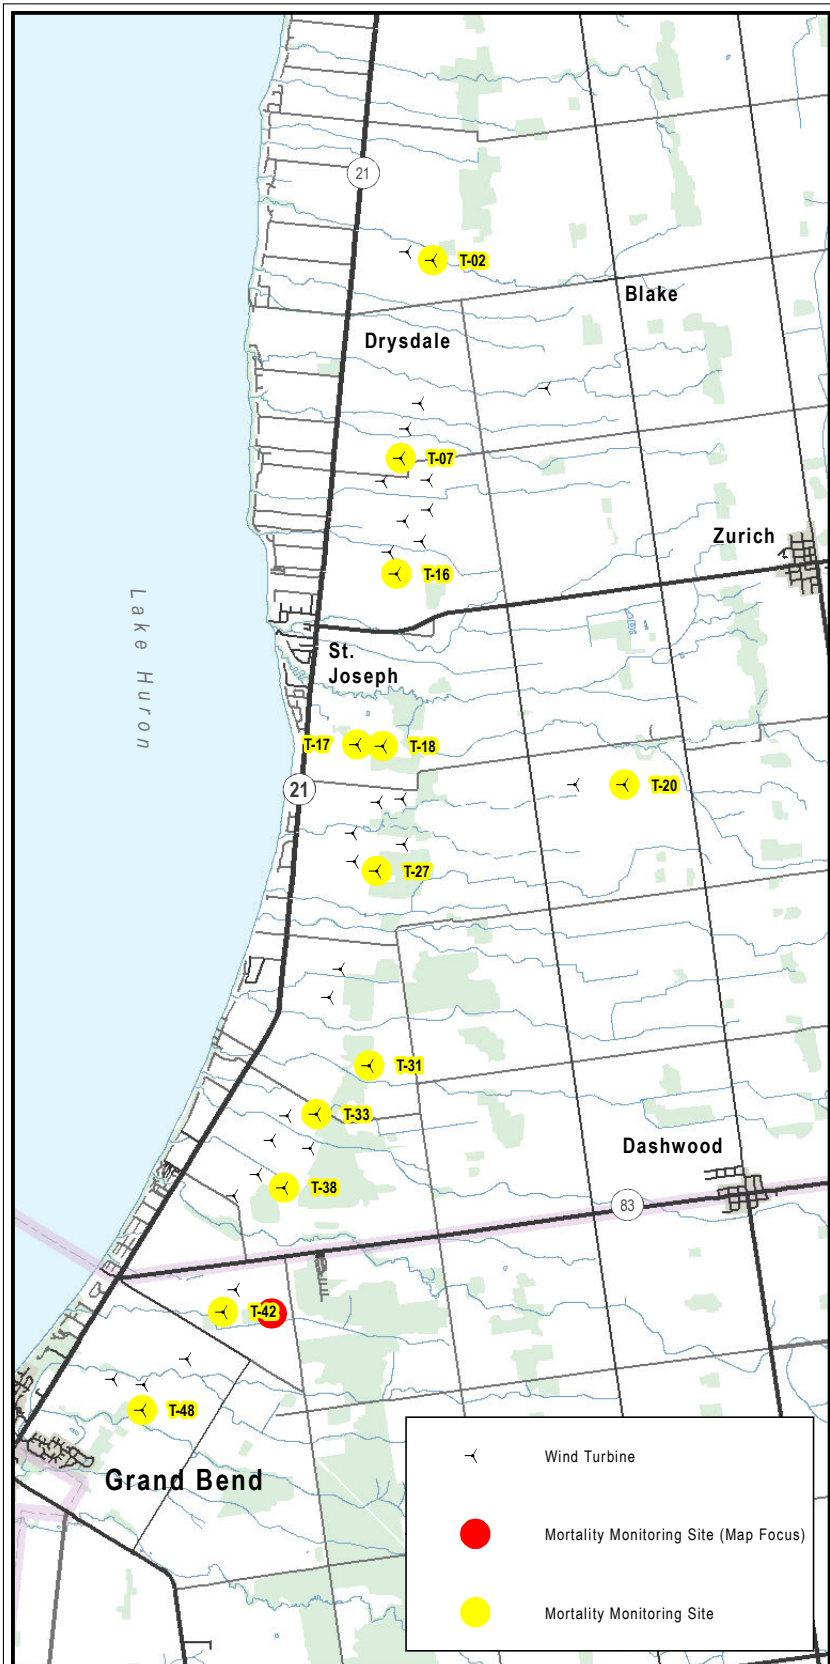 21
T-02
Blake
Drysdale
T-07
Zurich
T-16
Lake Huron
St.
Joseph
T-17
T-18
21
T-20
T-27
T-31
T-33
Dashwood
T-38
83
T-42
T-48
Grand Bend
Wind Turbine
Mortality Monitoring Site (Map Focus)
Mortality Monitoring Site